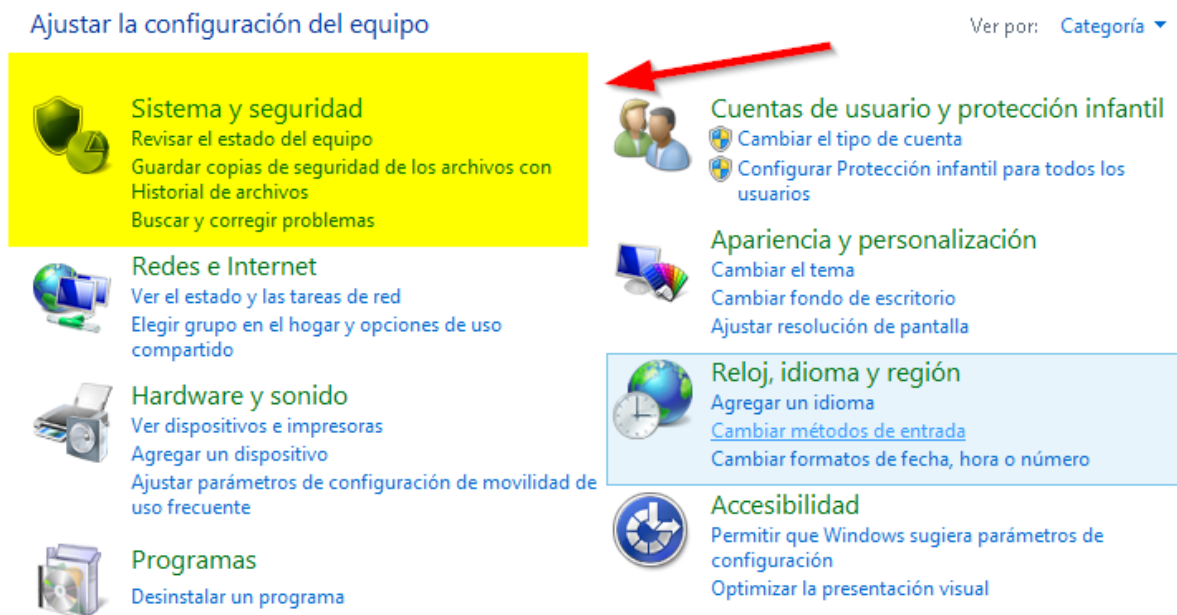 Ajustar la configuración del equipo
Ver por: Categoría
Sistema y seguridad
Revisar el estado del equipo
Guardar copias de seguridad de los archivos con
Historial de archivos
Buscar y corregir problemas
Redes e Internet
Ver el estado y las tareas de red
Elegir grupo en el hogar y opciones de uso
compartido
Hardware y sonido
Ver dispositivos e impresoras
Agregar un dispositivo
Ajustar parámetros de configuración de movilidad de
uso frecuente
Programas
Desinstalar un programa
Cuentas de usuario y protección infantil
Cambiar el tipo de cuenta
Configurar Protección infantil para todos los
usuarios
Apariencia y personalización
Cambiar el tema
Cambiar fondo de escritorio
Ajustar resolución de pantalla
Reloj, idioma y región
Agregar un idioma
Cambiar métodos de entrada
Cambiar formatos de fecha, hora o número
Accesibilidad
Permitir que Windows sugiera parámetros de
configuración
Optimizar la presentación visual